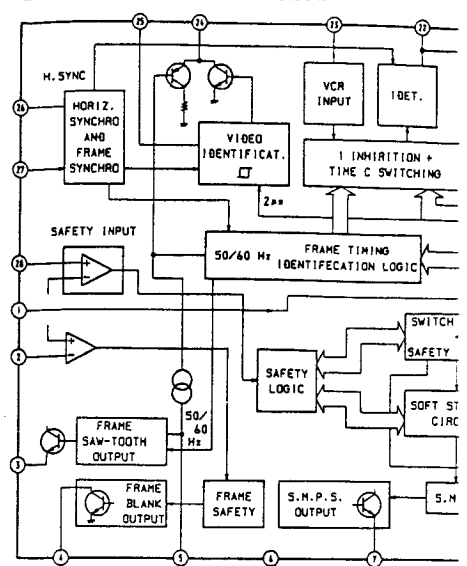 25
24
23
22
H.SYNC
26
27
HORIZ.
SYNCHRO
AND
FRAME
SYNCHRO
VIDEO
IDENTIFICAT.
VCR
INPUT
IDET.
I INHIRITION +
TIME C SWITCHING
2µs
SAFETY INPUT
28
1
2
3
50/60 Hz
FRAME TIMING
IDENTIFECATION LOGIC
SWITCH
SAFETY
SAFETY
LOGIC
SOFT ST
CIRC
50/
60
Hz
FRAME
SAW-TOOTH
OUTPUT
FRAME
BLANK
OUTPUT
FRAME
SAFETY
S.M.P.S.
OUTPUT
S.M
4
5
6
7